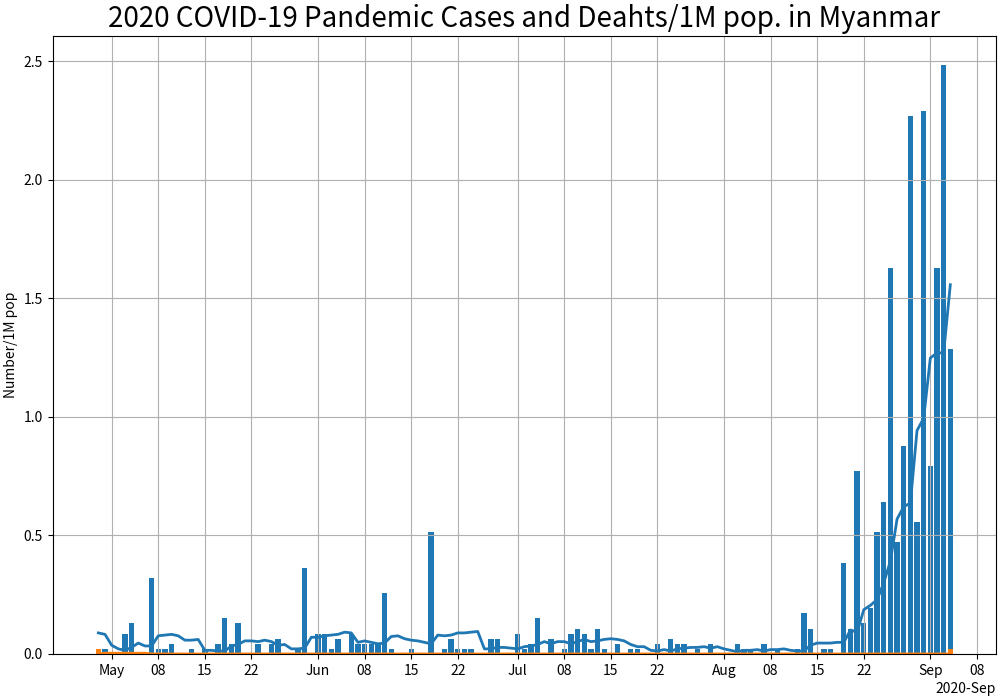 2020 COVID-19 Pandemic Cases and Deahts/1M pop. in Myanmar
Number/1M pop
2.5
2.0
1.5
1.0
0.5
0.0
May 08 15 22 Jun 08 15 22 Jul 08 15 22 Aug 08 15 22 Sep 08
2020-Sep